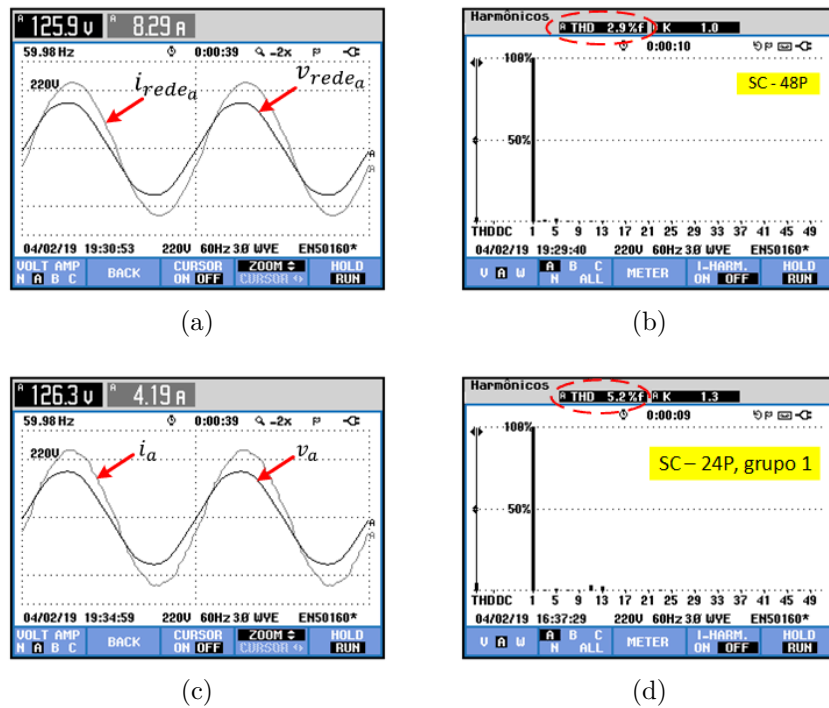 A 125.9 V A 8.29 A
59.98 Hz 0:00:39 -2x
220V
i_rede_a
v_rede_a
A
A
04/02/19 19:30:53 220V 60Hz 3Ø WYE EN50160*
VOLT AMP
N A B C
BACK
CURSOR
ON OFF
ZOOM
CURSOR
HOLD
RUN
(a)
Harmônicos
A THD 2.9%f A K 1.0
0:00:10
100%
SC - 48P
50%
THDDC 1 5 9 13 17 21 25 29 33 37 41 45 49
04/02/19 19:29:40 220V 60Hz 3Ø WYE EN50160*
V A W
A B C
N ALL
METER
I-HARM.
ON OFF
HOLD
RUN
(b)
A 126.3 V A 4.19 A
59.98 Hz 0:00:39 -2x
220V
i_a
v_a
A
A
04/02/19 19:34:59 220V 60Hz 3Ø WYE EN50160*
VOLT AMP
N A B C
BACK
CURSOR
ON OFF
ZOOM
CURSOR
HOLD
RUN
(c)
Harmônicos
A THD 5.2%f A K 1.3
0:00:09
100%
SC – 24P, grupo 1
50%
THDDC 1 5 9 13 17 21 25 29 33 37 41 45 49
04/02/19 16:37:29 220V 60Hz 3Ø WYE EN50160*
V A W
A B C
N ALL
METER
I-HARM.
ON OFF
HOLD
RUN
(d)